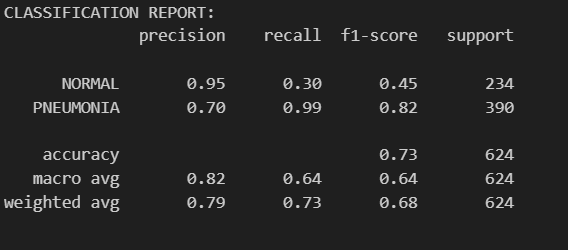 CLASSIFICATION REPORT:
precision recall f1-score support
NORMAL 0.95 0.30 0.45 234
PNEUMONIA 0.70 0.99 0.82 390
accuracy 0.73 624
macro avg 0.82 0.64 0.64 624
weighted avg 0.79 0.73 0.68 624